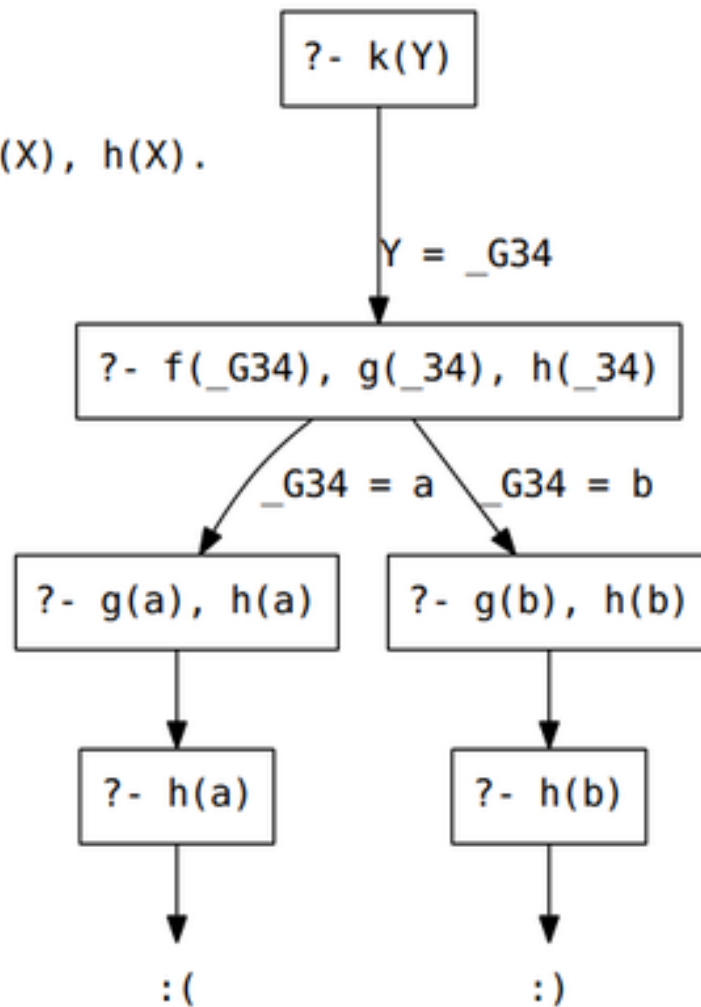 ?- k(Y)
(X), h(X).
Y = _G34
?- f(_G34), g(_34), h(_34)
_G34 = a
_G34 = b
?- g(a), h(a)
?- g(b), h(b)
?- h(a)
?- h(b)
:(
:)